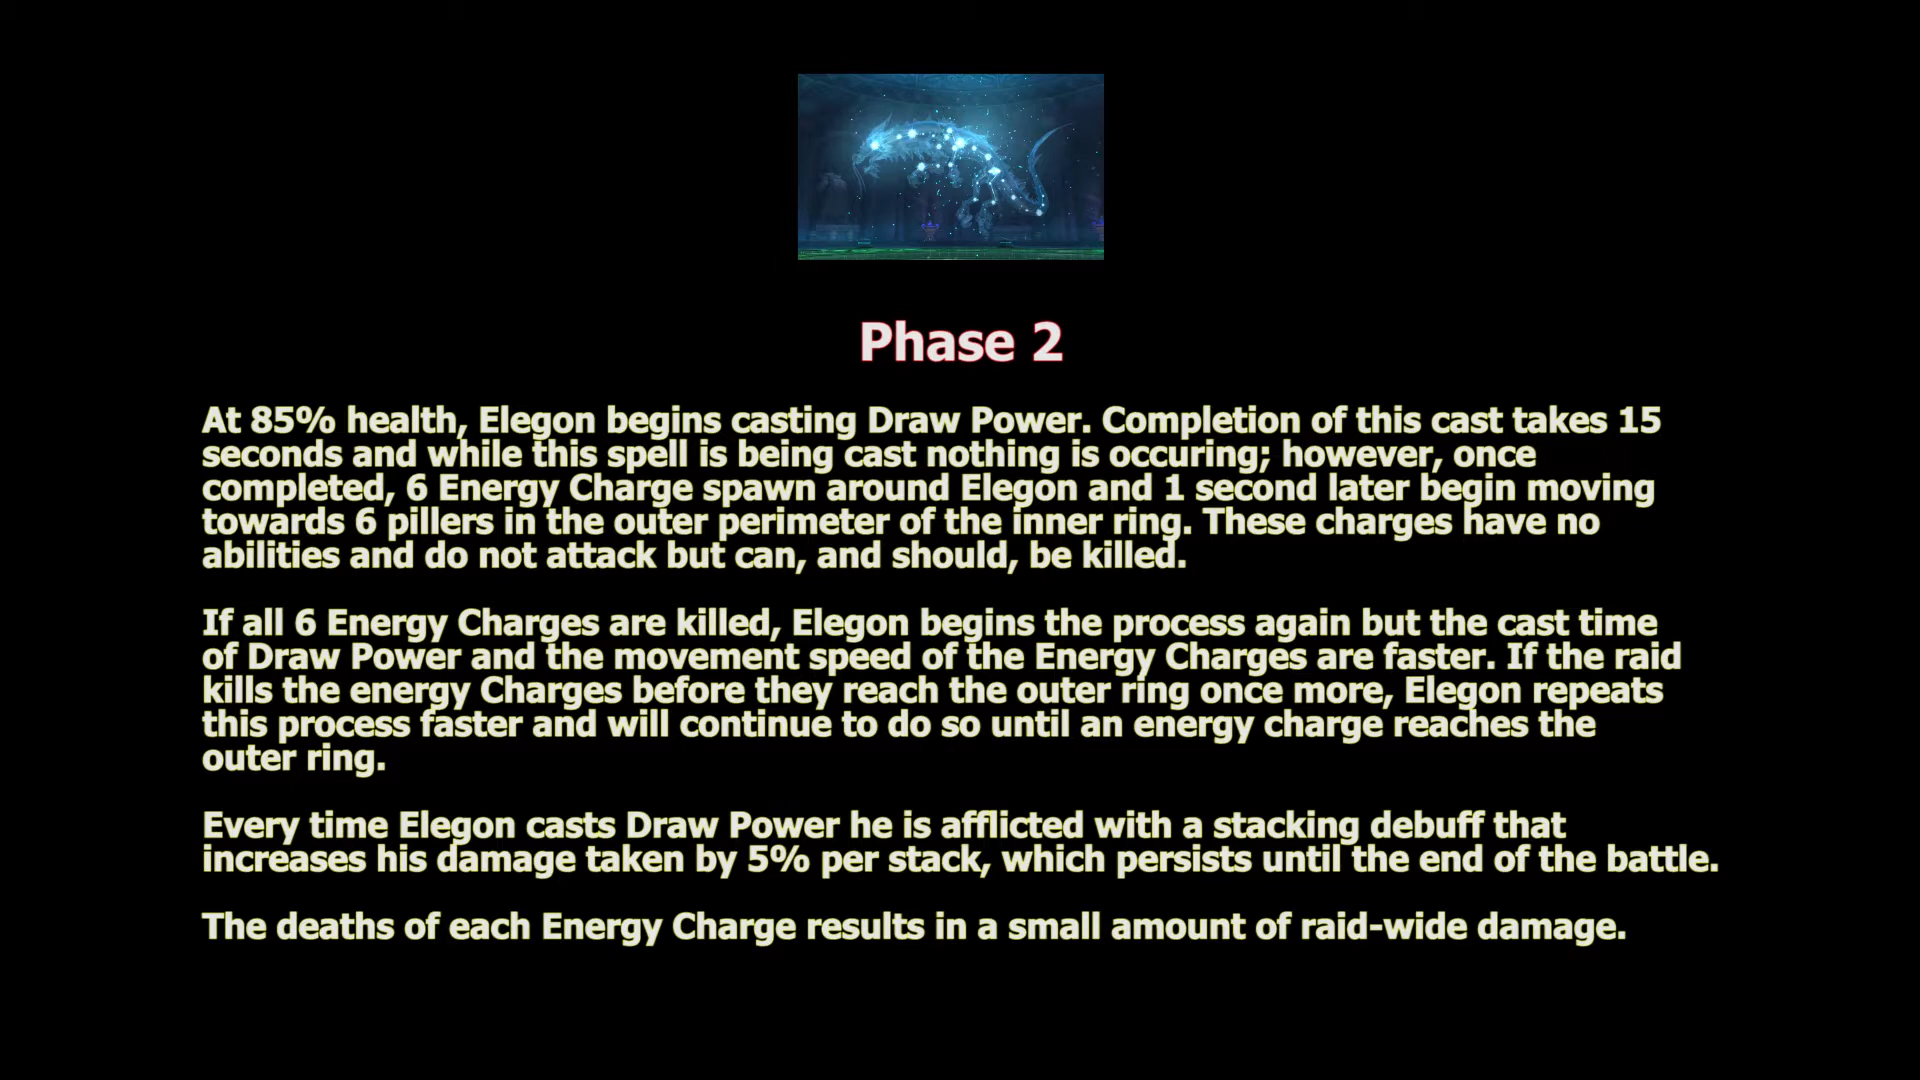 Phase 2
At 85% health, Elegon begins casting Draw Power. Completion of this cast takes 15
seconds and while this spell is being cast nothing is occuring; however, once
completed, 6 Energy Charge spawn around Elegon and 1 second later begin moving
towards 6 pillers in the outer perimeter of the inner ring. These charges have no
abilities and do not attack but can, and should, be killed.
If all 6 Energy Charges are killed, Elegon begins the process again but the cast time
of Draw Power and the movement speed of the Energy Charges are faster. If the raid
kills the energy Charges before they reach the outer ring once more, Elegon repeats
this process faster and will continue to do so until an energy charge reaches the
outer ring.
Every time Elegon casts Draw Power he is afflicted with a stacking debuff that
increases his damage taken by 5% per stack, which persists until the end of the battle.
The deaths of each Energy Charge results in a small amount of raid-wide damage.